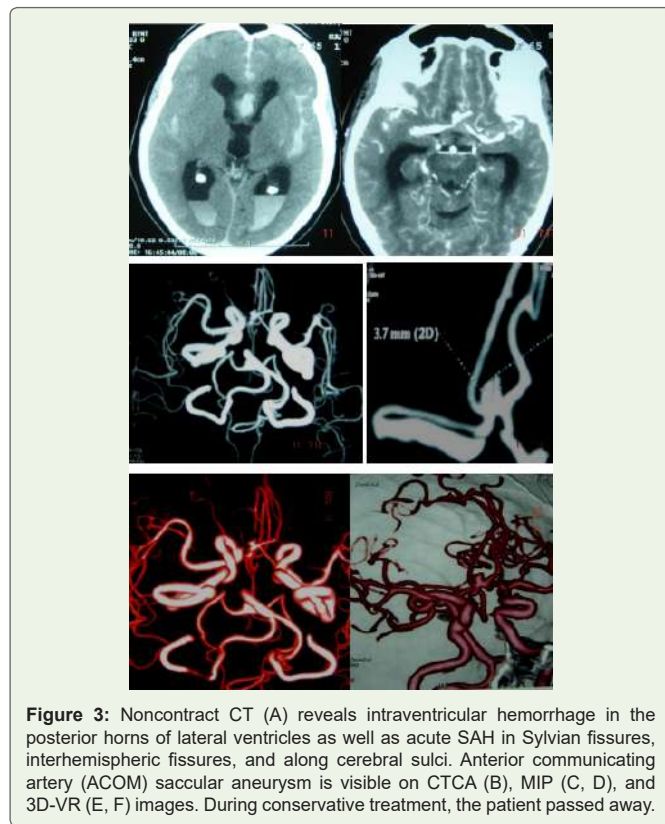 65
11
3.7 mm (2D)
Figure 3: Noncontract CT (A) reveals intraventricular hemorrhage in the
posterior horns of lateral ventricles as well as acute SAH in Sylvian fissures,
interhemispheric fissures, and along cerebral sulci. Anterior communicating
artery (ACOM) saccular aneurysm is visible on CTCA (B), MIP (C, D), and
3D-VR (E, F) images. During conservative treatment, the patient passed away.